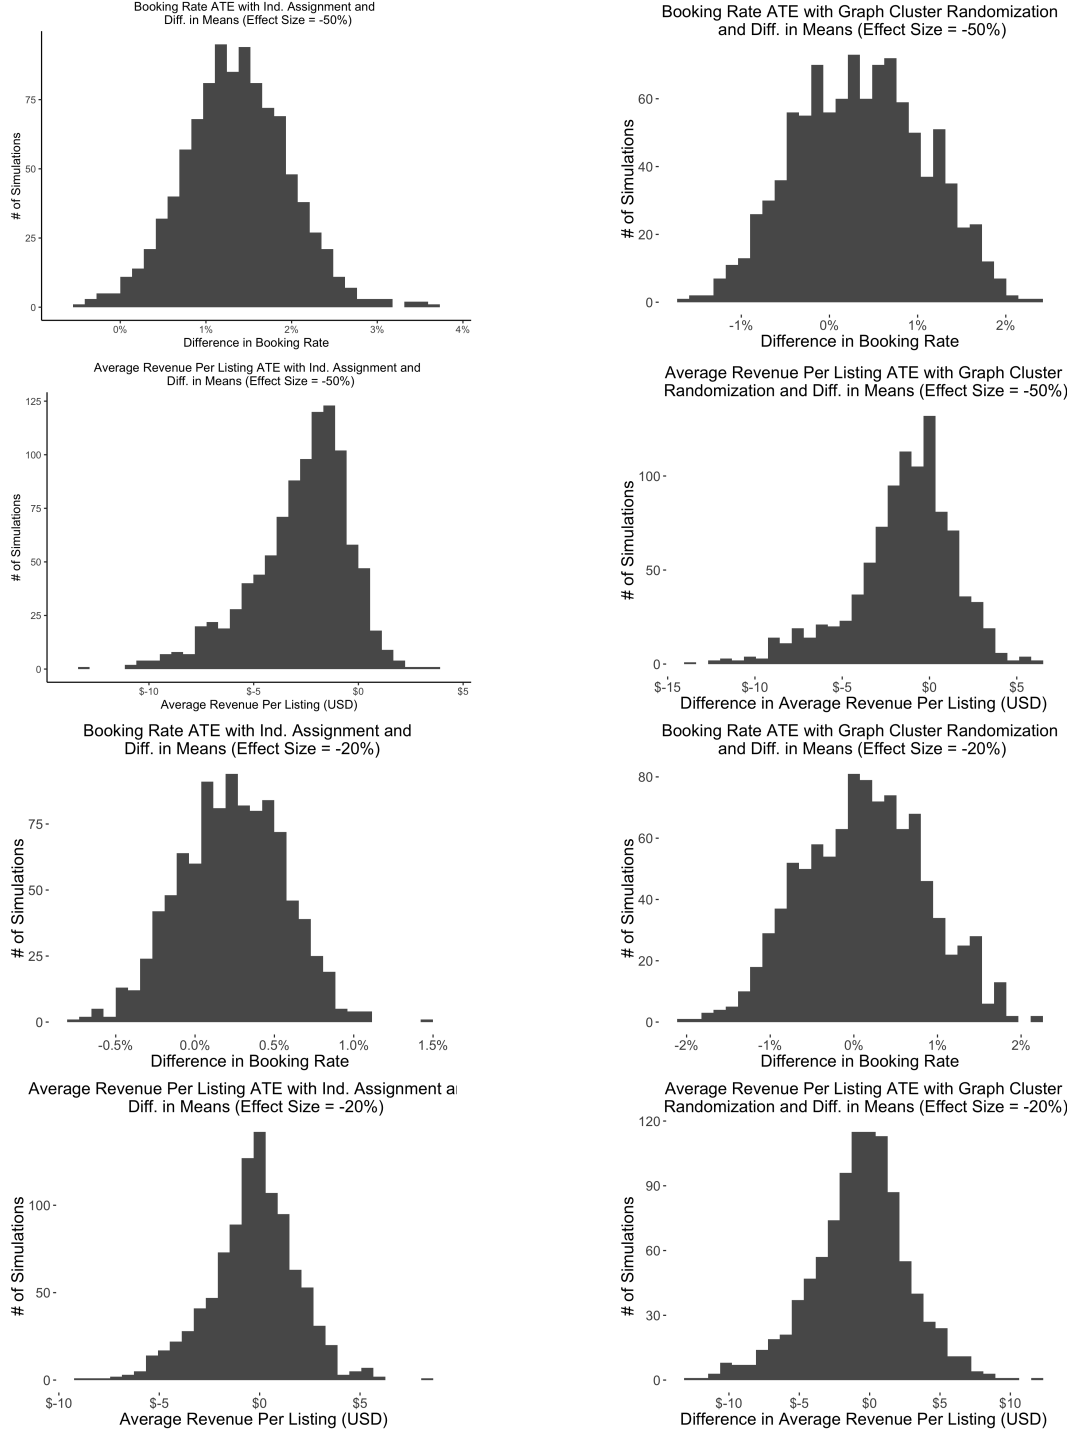 Booking Rate ATE with Ind. Assignment and
Diff. in Means (Effect Size = -50%)
# of Simulations
75
50
25
0
0%
1%
2%
3%
4%
Difference in Booking Rate
Booking Rate ATE with Graph Cluster Randomization
and Diff. in Means (Effect Size = -50%)
# of Simulations
60
40
20
0
-1%
0%
1%
2%
Difference in Booking Rate
Average Revenue Per Listing ATE with Ind. Assignment and
Diff. in Means (Effect Size = -50%)
# of Simulations
125
100
75
50
25
0
$-10
$-5
$0
$5
Average Revenue Per Listing (USD)
Average Revenue Per Listing ATE with Graph Cluster
Randomization and Diff. in Means (Effect Size = -50%)
# of Simulations
100
50
0
$-15
$-10
$-5
$0
$5
Difference in Average Revenue Per Listing (USD)
Booking Rate ATE with Ind. Assignment and
Diff. in Means (Effect Size = -20%)
# of Simulations
75
50
25
0
-0.5%
0.0%
0.5%
1.0%
1.5%
Difference in Booking Rate
Booking Rate ATE with Graph Cluster Randomization
and Diff. in Means (Effect Size = -20%)
# of Simulations
80
60
40
20
0
-2%
-1%
0%
1%
2%
Difference in Booking Rate
Average Revenue Per Listing ATE with Ind. Assignment a
Diff. in Means (Effect Size = -20%)
# of Simulations
100
50
0
$-10
$-5
$0
$5
Average Revenue Per Listing (USD)
Average Revenue Per Listing ATE with Graph Cluster
Randomization and Diff. in Means (Effect Size = -20%)
# of Simulations
120
90
60
30
0
$-10
$-5
$0
$5
$10
Difference in Average Revenue Per Listing (USD)